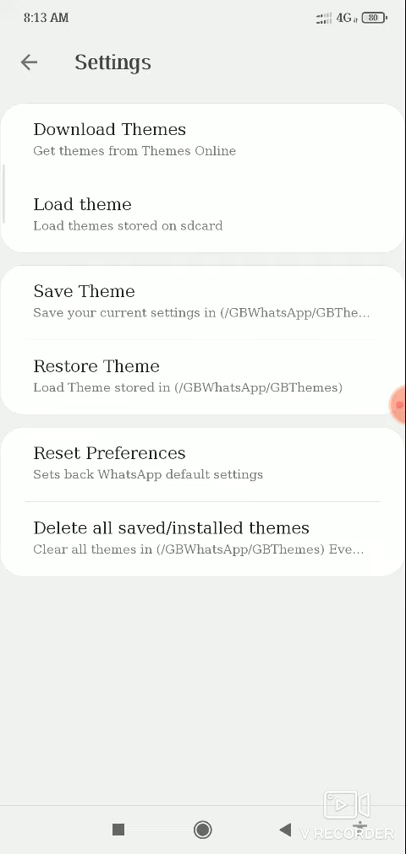 8:13 AM
4G
80
Settings
Download Themes
Get themes from Themes Online
Load theme
Load themes stored on sdcard
Save Theme
Save your current settings in (/GBWhatsApp/GBThe...
Restore Theme
Load Theme stored in (/GBWhatsApp/GBThemes)
Reset Preferences
Sets back WhatsApp default settings
Delete all saved/installed themes
Clear all themes in (/GBWhatsApp/GBThemes) Eve...
V RECORDER